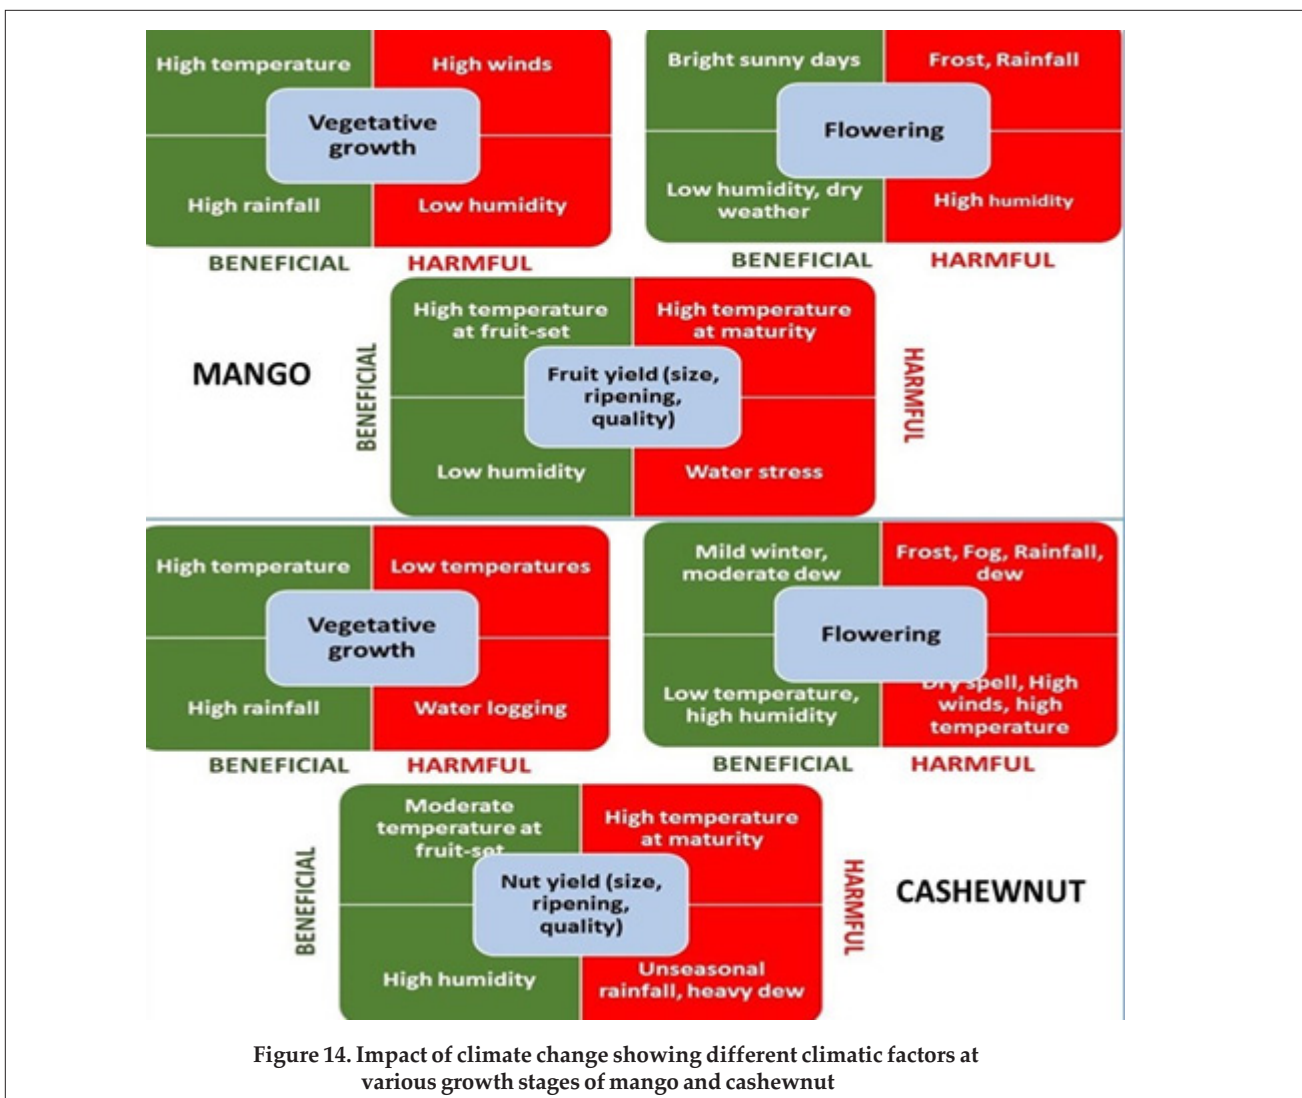 High temperature
High winds
Vegetative
growth
High rainfall
Low humidity
BENEFICIAL
HARMFUL
Bright sunny days
Frost, Rainfall
Flowering
Low humidity, dry
weather
High humidity
BENEFICIAL
HARMFUL
MANGO
BENEFICIAL
High temperature
at fruit-set
High temperature
at maturity
Fruit yield (size,
ripening,
quality)
Low humidity
Water stress
HARMFUL
High temperature
Low temperatures
Vegetative
growth
High rainfall
Water logging
BENEFICIAL
HARMFUL
Mild winter,
moderate dew
Frost, Fog, Rainfall,
dew
Flowering
Low temperature,
high humidity
Dry spell, High
winds, high
temperature
BENEFICIAL
HARMFUL
BENEFICIAL
Moderate
temperature at
fruit-set
High temperature
at maturity
Nut yield (size,
ripening,
quality)
High humidity
Unseasonal
rainfall, heavy dew
HARMFUL
CASHEWNUT
Figure 14. Impact of climate change showing different climatic factors at
various growth stages of mango and cashewnut